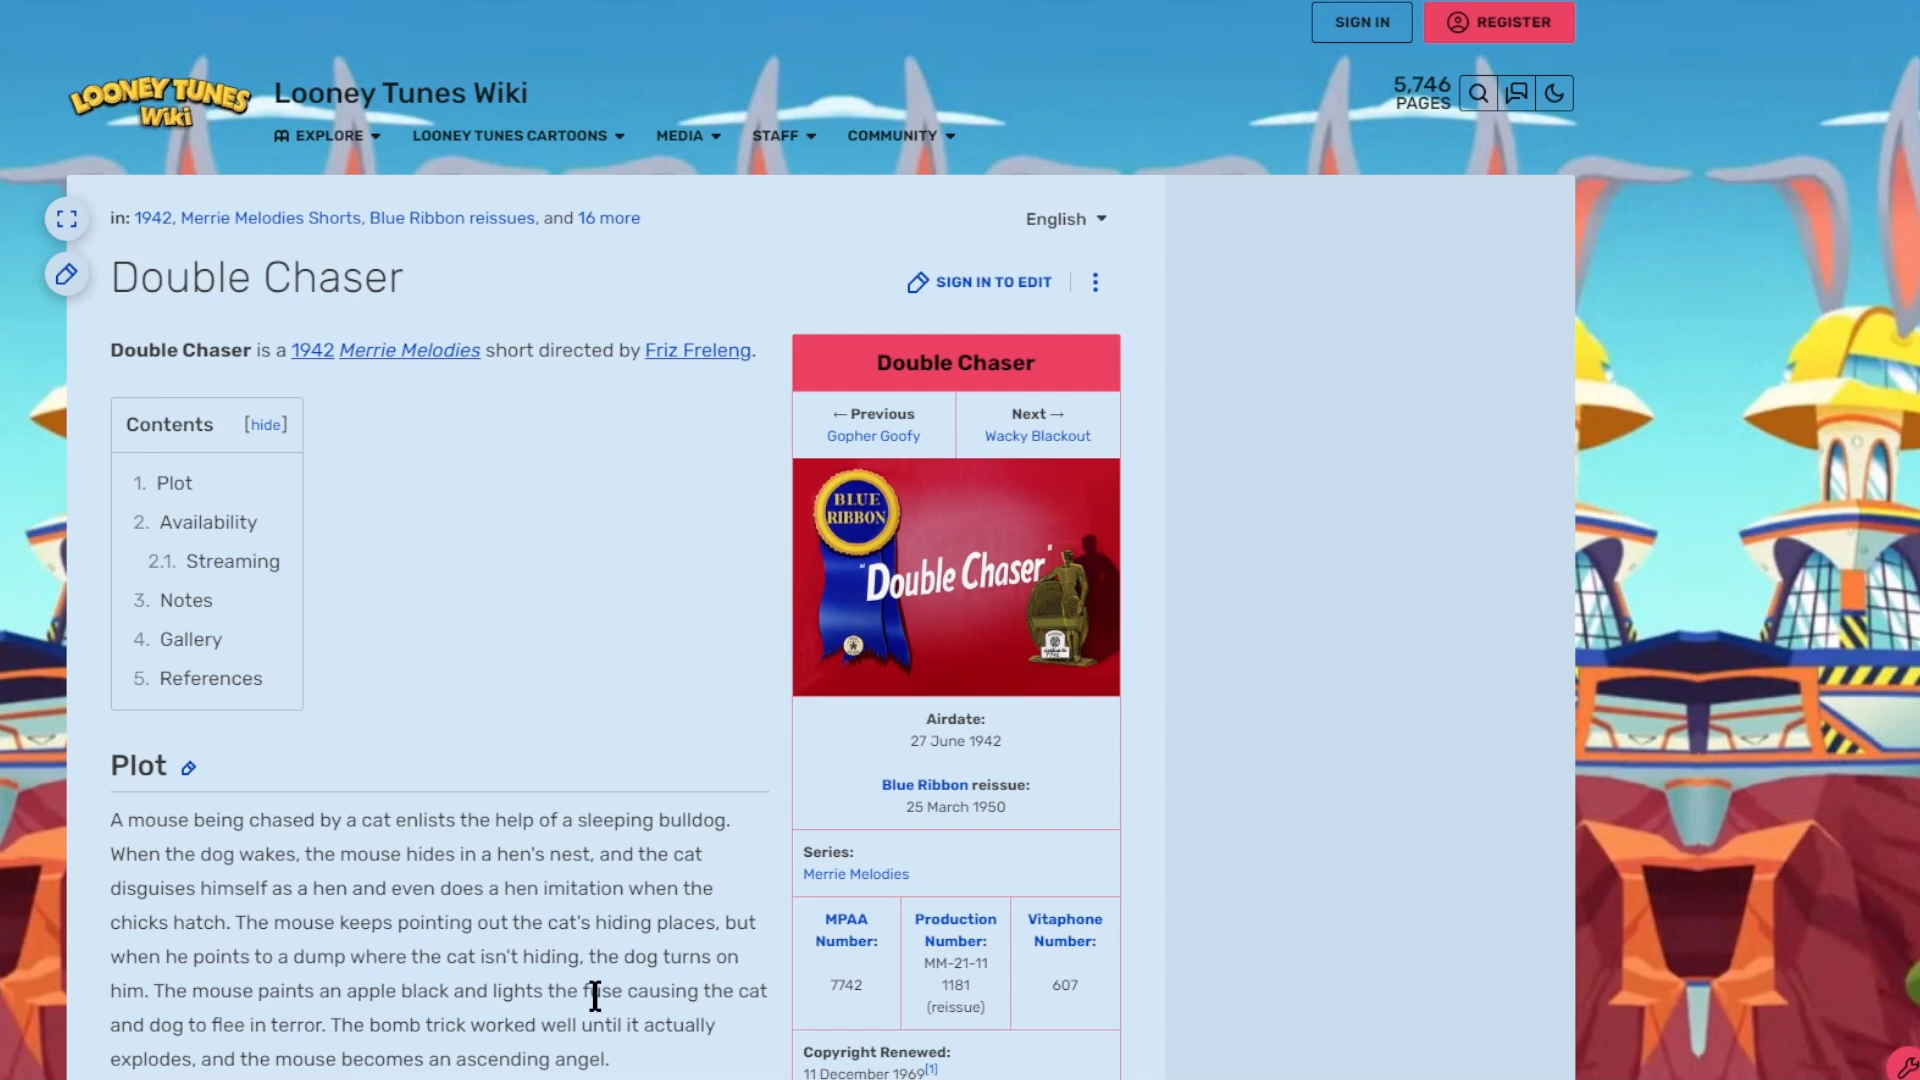 SIGN IN
REGISTER
LOONEY TUNES
Wiki
Looney Tunes Wiki
5,746
PAGES
EXPLORE
LOONEY TUNES CARTOONS
MEDIA
STAFF
COMMUNITY
in: 1942, Merrie Melodies Shorts, Blue Ribbon reissues, and 16 more
English
Double Chaser
SIGN IN TO EDIT
Double Chaser is a 1942 Merrie Melodies short directed by Friz Freleng.
Contents [hide]
1. Plot
2. Availability
2.1. Streaming
3. Notes
4. Gallery
5. References
Plot
A mouse being chased by a cat enlists the help of a sleeping bulldog.
When the dog wakes, the mouse hides in a hen's nest, and the cat
disguises himself as a hen and even does a hen imitation when the
chicks hatch. The mouse keeps pointing out the cat's hiding places, but
when he points to a dump where the cat isn't hiding, the dog turns on
him. The mouse paints an apple black and lights the fuse causing the cat
and dog to flee in terror. The bomb trick worked well until it actually
explodes, and the mouse becomes an ascending angel.
Double Chaser
← Previous
Gopher Goofy
Next →
Wacky Blackout
BLUE
RIBBON
"Double Chaser"
Airdate:
27 June 1942
Blue Ribbon reissue:
25 March 1950
Series:
Merrie Melodies
MPAA
Number:
7742
Production
Number:
MM-21-11
1181
(reissue)
Vitaphone
Number:
607
Copyright Renewed:
11 December 1969[1]